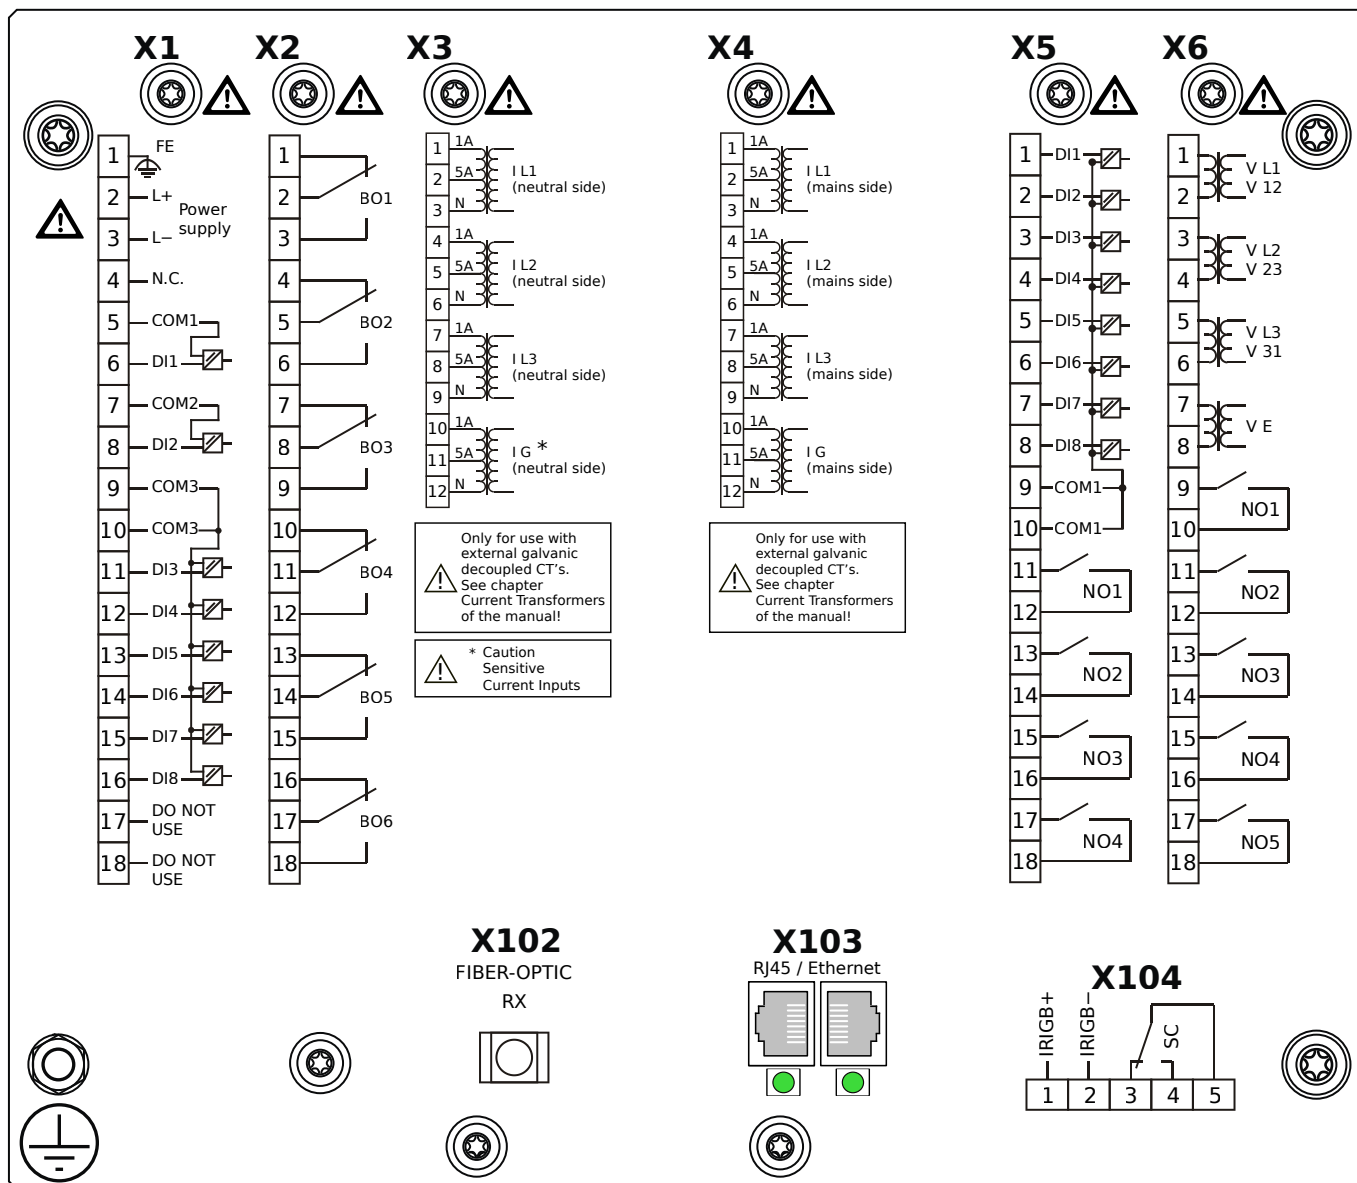 X1
X2
X3
X4
X5
X6
1
FE
2
L+
Power
supply
3
L−
4
N.C.
5
COM1
6
DI1
7
COM2
8
DI2
9
COM3
10
COM3
11
DI3
12
DI4
13
DI5
14
DI6
15
DI7
16
DI8
17
DO NOT
USE
18
DO NOT
USE
1
2
BO1
3
4
5
BO2
6
7
8
BO3
9
10
11
BO4
12
13
14
BO5
15
16
17
BO6
18
1
1A
2
5A
I L1
(neutral side)
3
N
4
1A
5
5A
I L2
(neutral side)
6
N
7
1A
8
5A
I L3
(neutral side)
9
N
10
1A
11
5A
I G *
(neutral side)
12
N
Only for use with
external galvanic
decoupled CT's.
See chapter
Current Transformers
of the manual!
* Caution
Sensitive
Current Inputs
1
1A
2
5A
I L1
(mains side)
3
N
4
1A
5
5A
I L2
(mains side)
6
N
7
1A
8
5A
I L3
(mains side)
9
N
10
1A
11
5A
I G
(mains side)
12
N
Only for use with
external galvanic
decoupled CT's.
See chapter
Current Transformers
of the manual!
1
DI1
2
DI2
3
DI3
4
DI4
5
DI5
6
DI6
7
DI7
8
DI8
9
COM1
10
COM1
11
NO1
12
13
NO2
14
15
NO3
16
17
NO4
18
1
V L1
V 12
2
3
V L2
V 23
4
5
V L3
V 31
6
7
V E
8
9
NO1
10
11
NO2
12
13
NO3
14
15
NO4
16
17
NO5
18
X102
FIBER-OPTIC
RX
X103
RJ45 / Ethernet
X104
IRIGB+
IRIGB−
SC
1 2 3 4 5